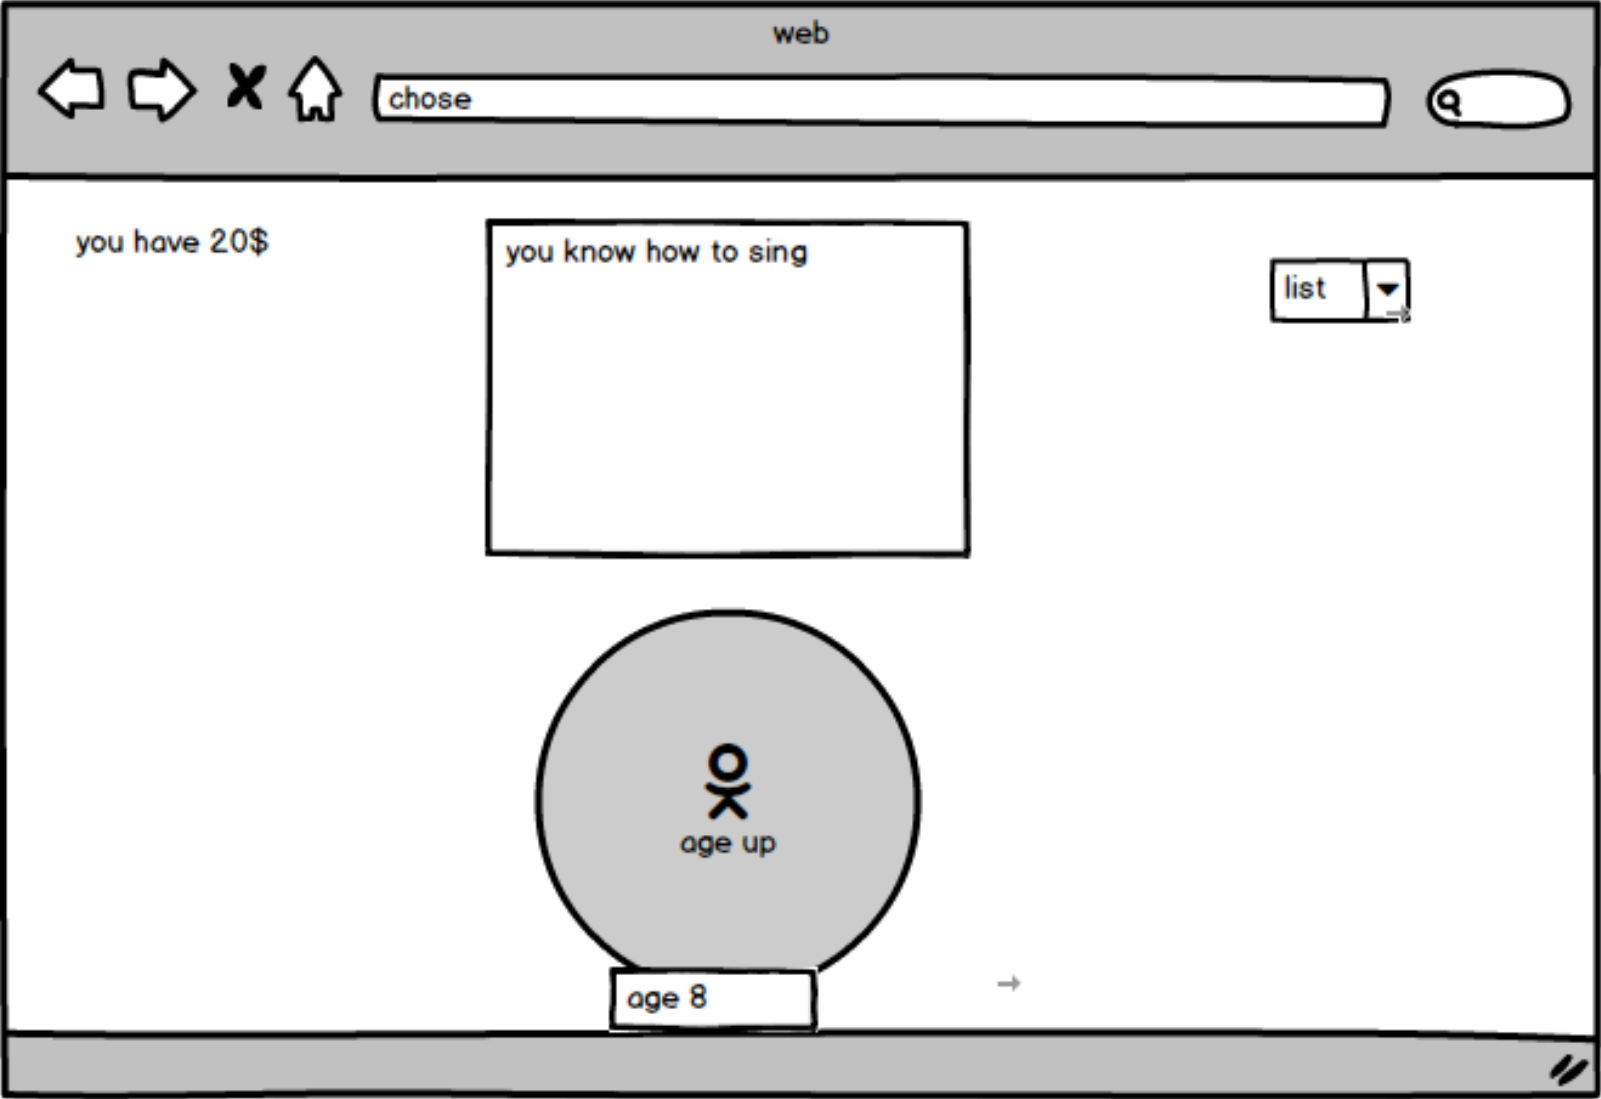 web
chose
you have 20$
you know how to sing
list
age up
age 8